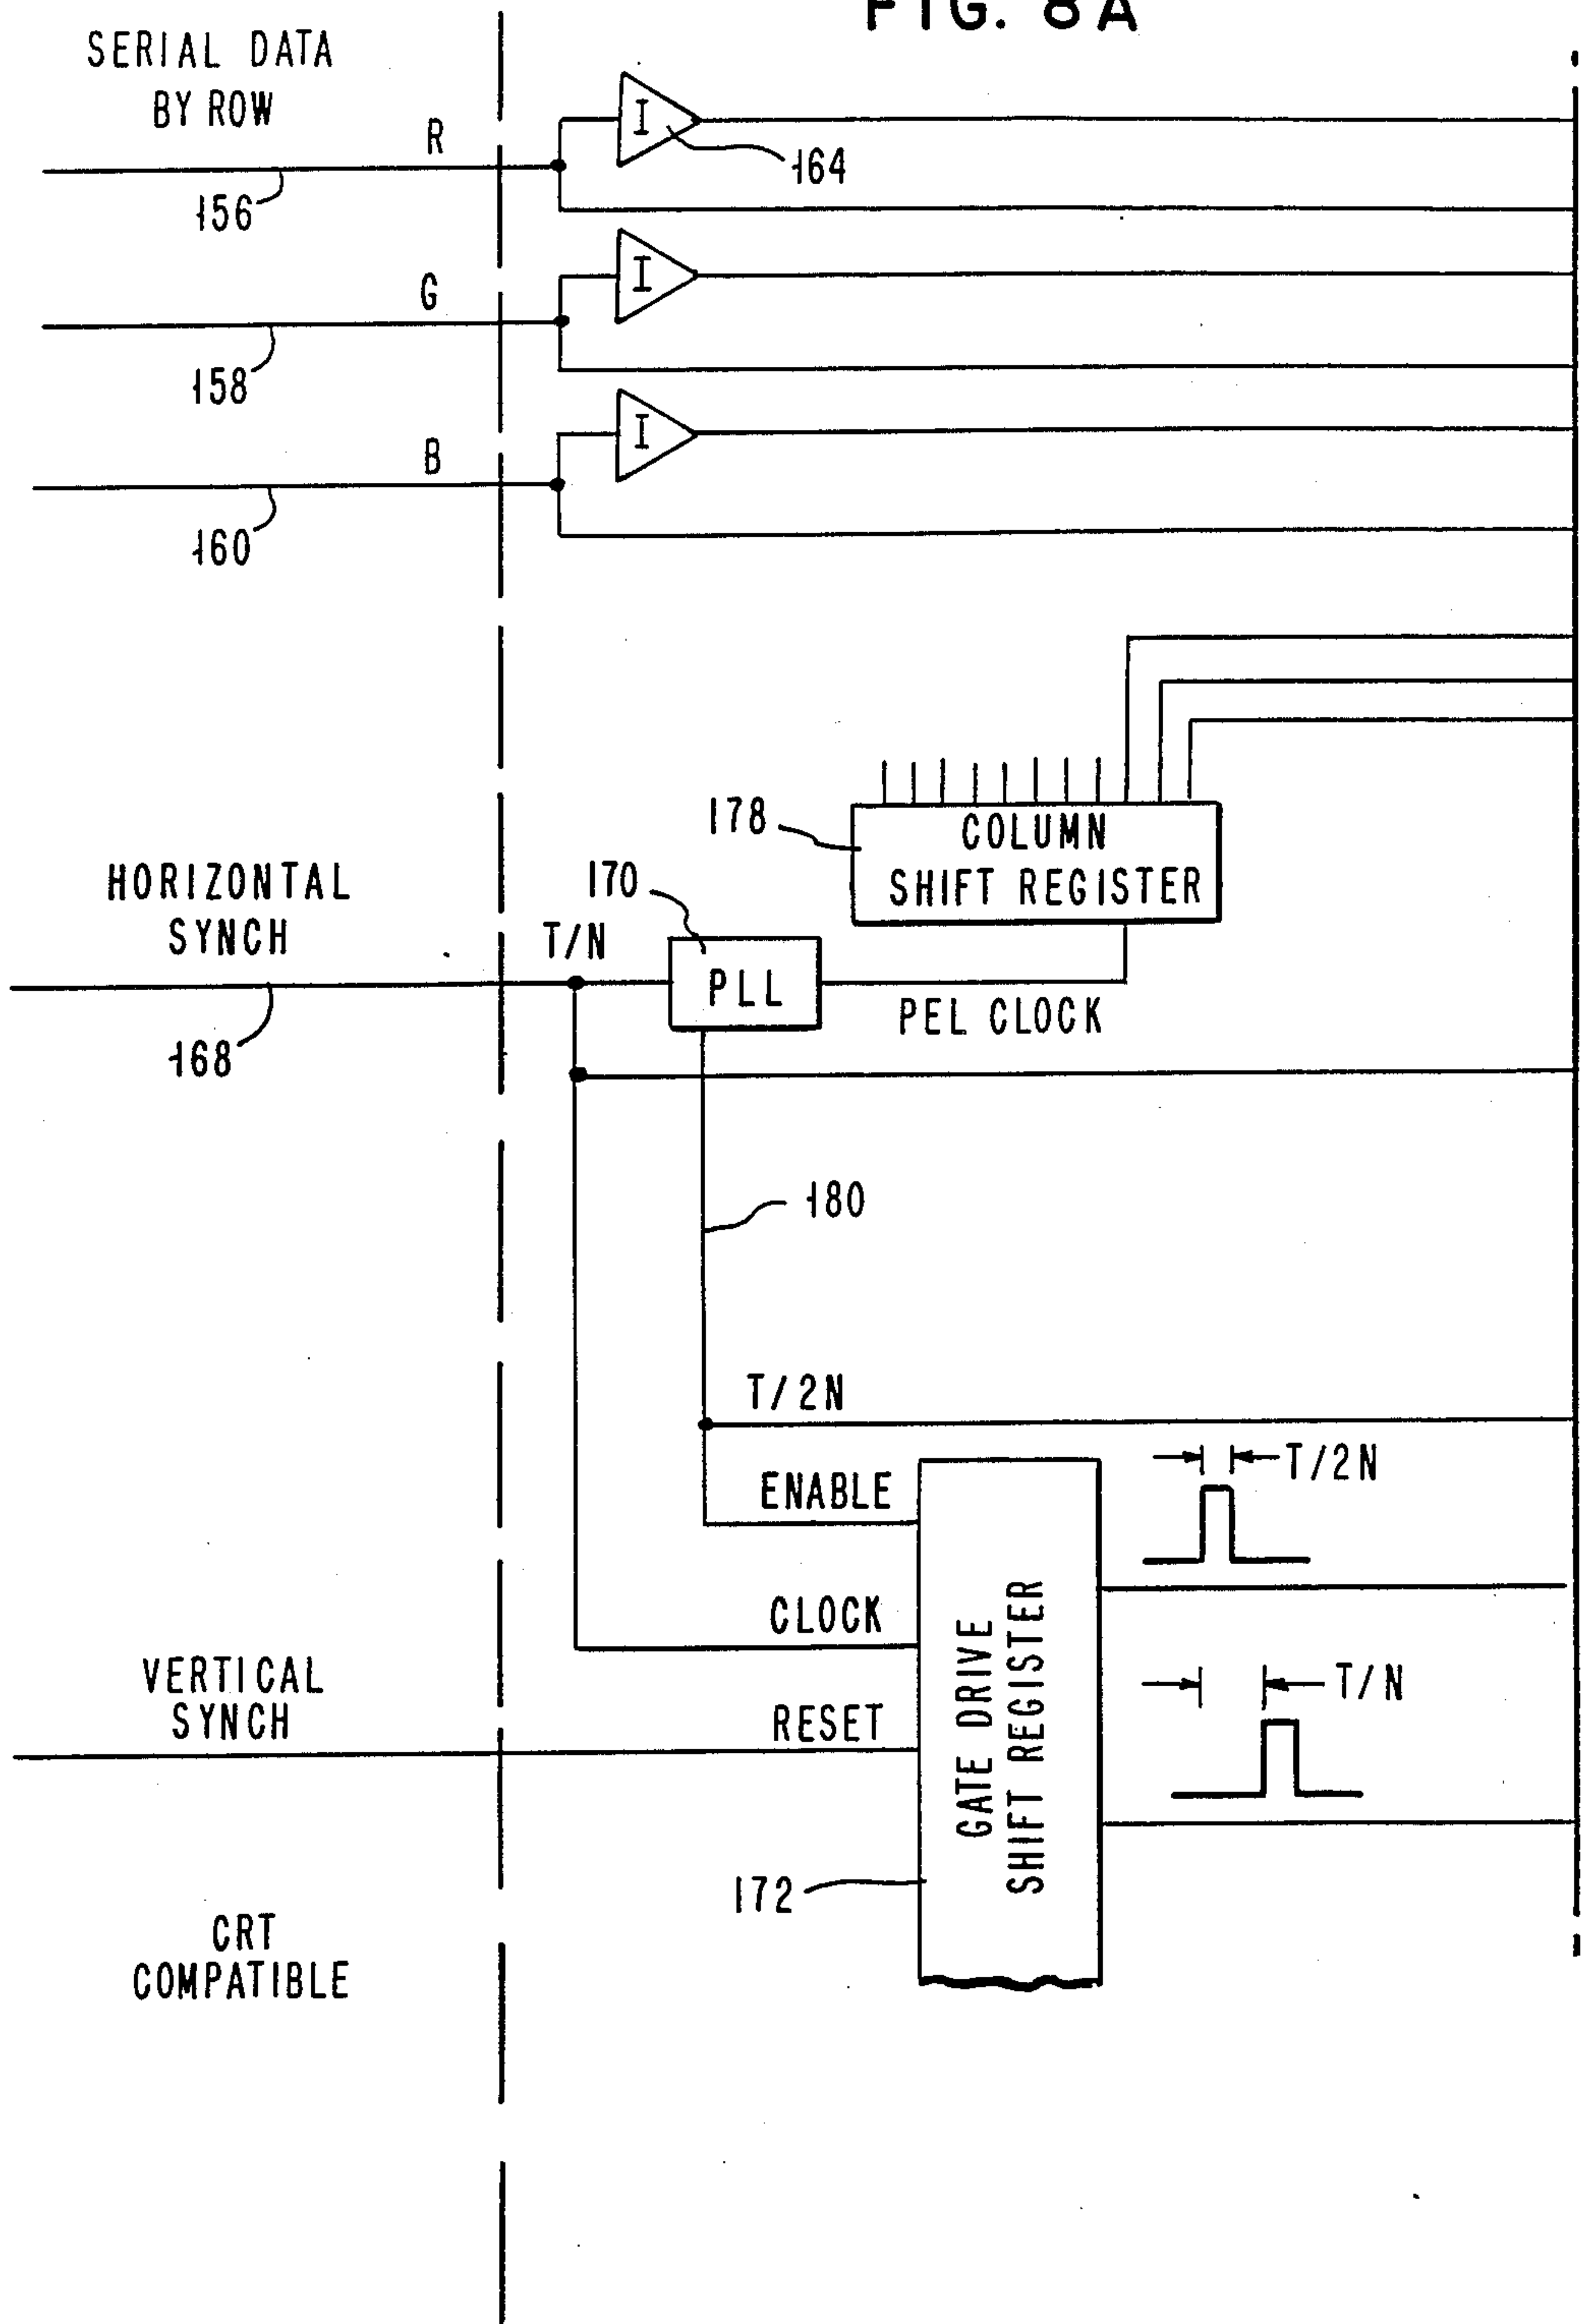 FIG. 8A
SERIAL DATA
BY ROW
R
I
164
156
G
I
158
B
I
160
178
COLUMN
SHIFT REGISTER
HORIZONTAL
SYNCH
170
T/N
PLL
PEL CLOCK
168
180
T/2N
T/2N
ENABLE
CLOCK
VERTICAL
SYNCH
RESET
GATE DRIVE
SHIFT REGISTER
T/N
172
CRT
COMPATIBLE